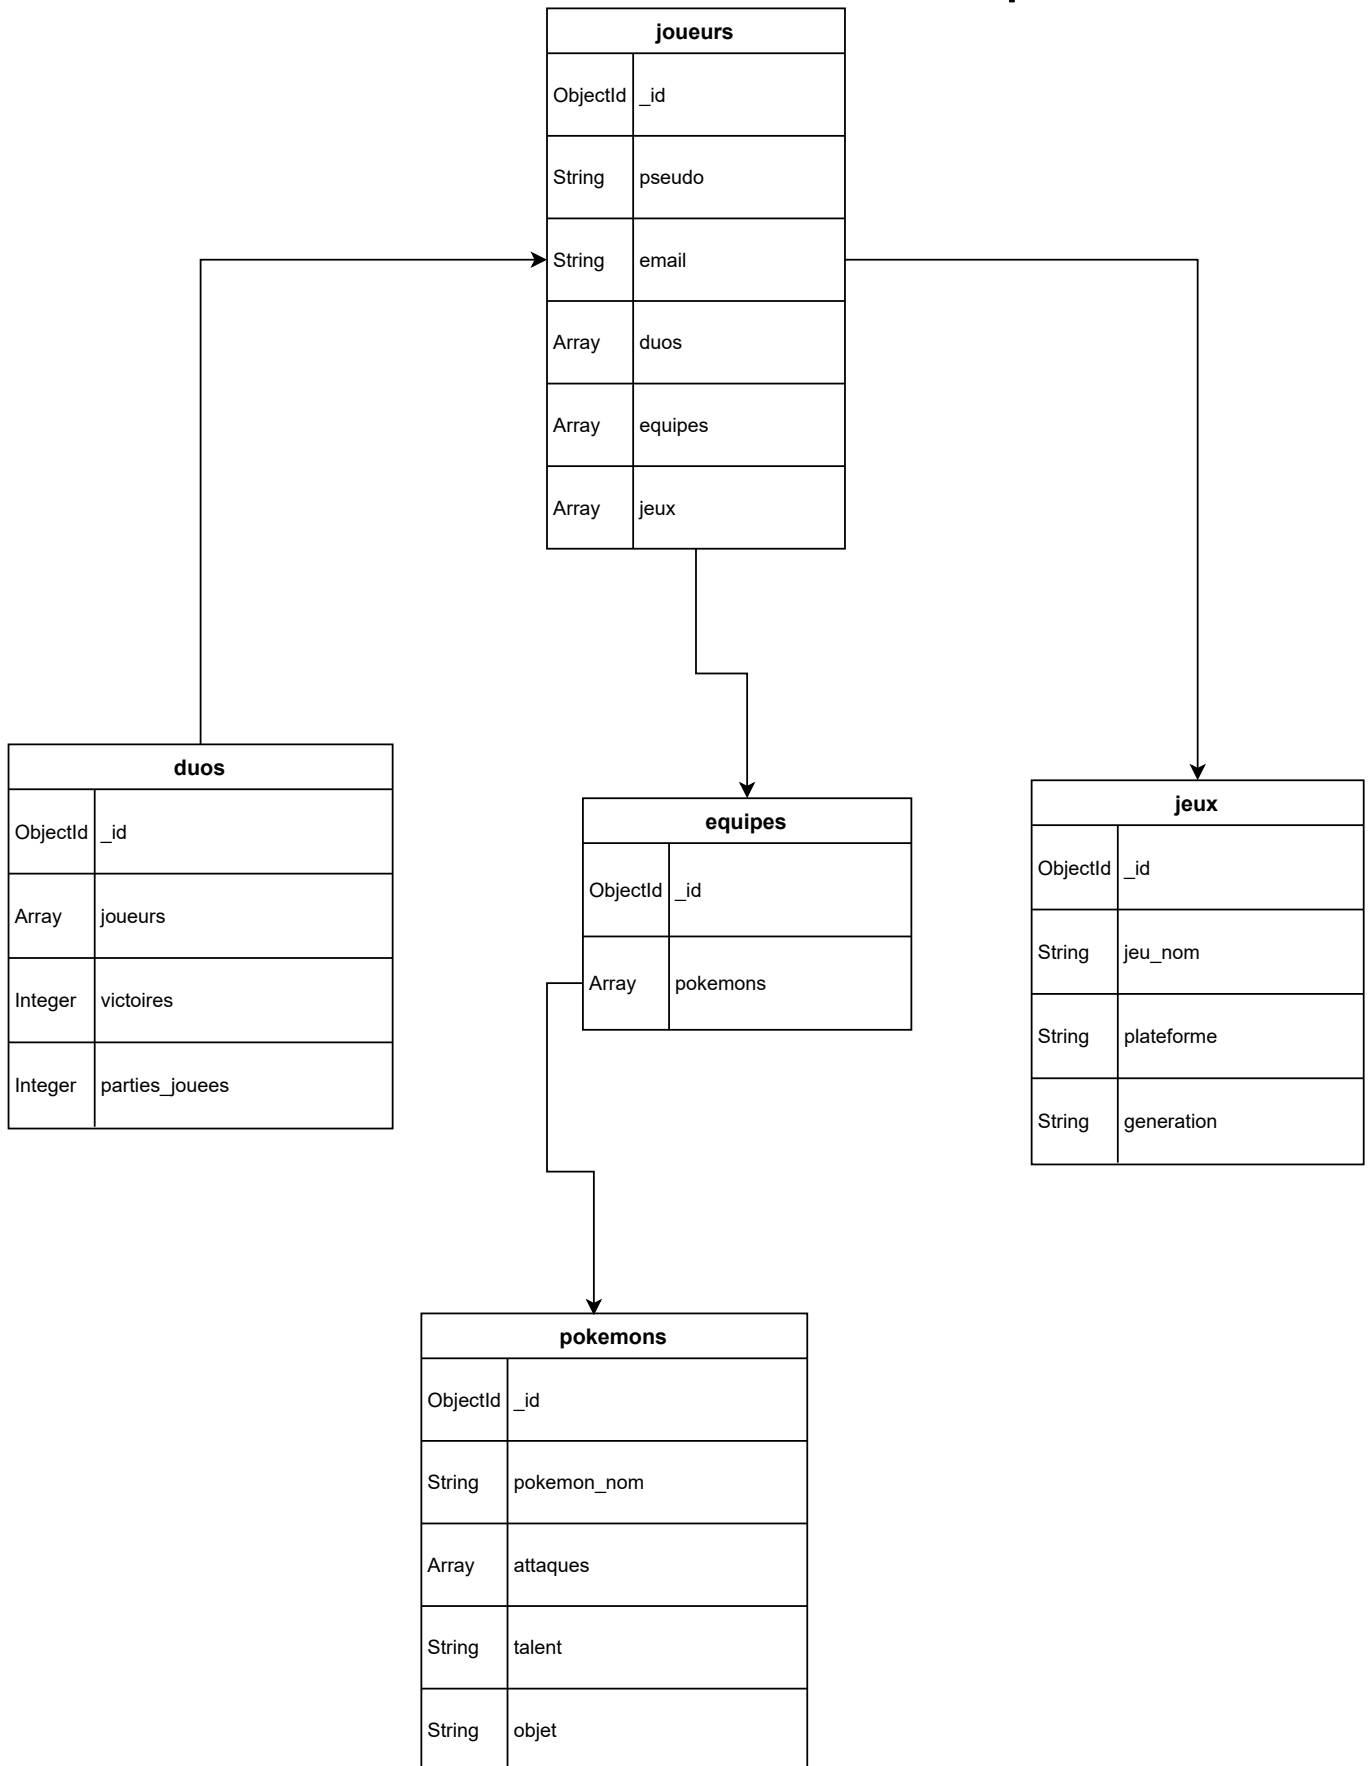 joueurs
ObjectId _id
String pseudo
String email
Array duos
Array equipes
Array jeux
duos
ObjectId _id
Array joueurs
Integer victoires
Integer parties_jouees
equipes
ObjectId _id
Array pokemons
jeux
ObjectId _id
String jeu_nom
String plateforme
String generation
pokemons
ObjectId _id
String pokemon_nom
Array attaques
String talent
String objet